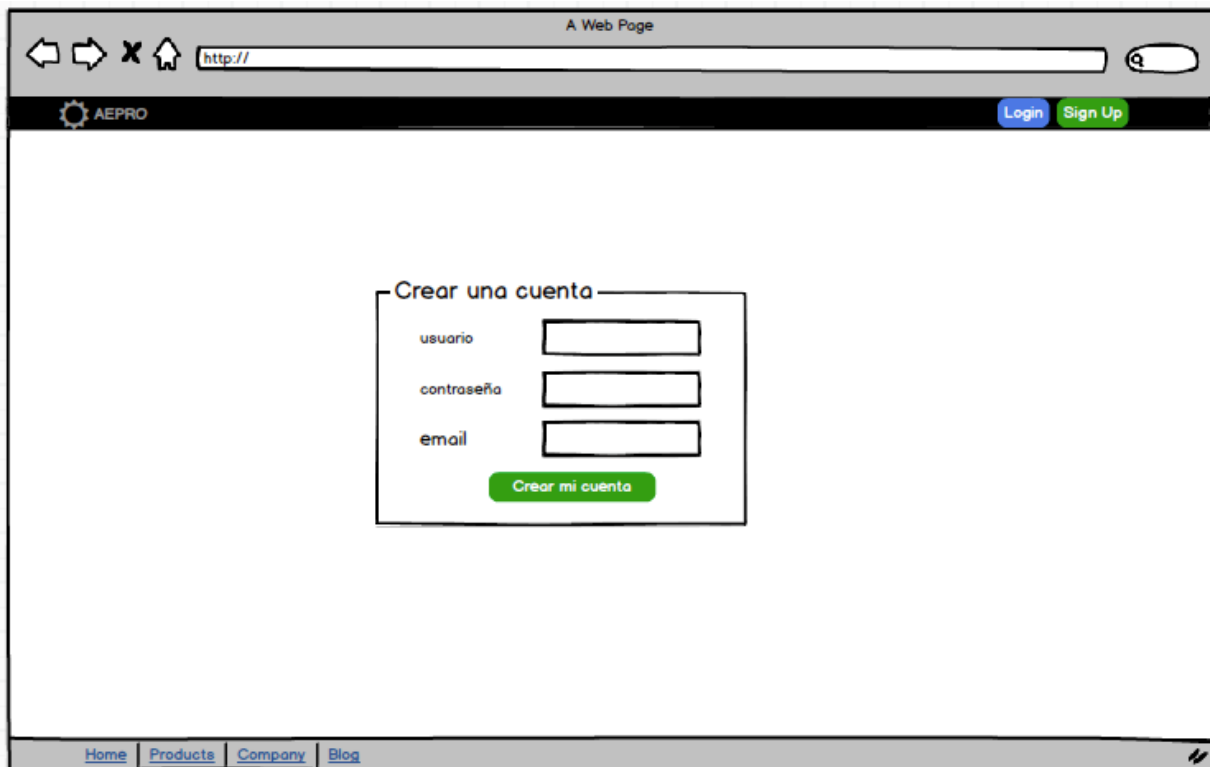 A Web Page
http://
AEPRO Login Sign Up
Crear una cuenta
usuario
contraseña
email
Crear mi cuenta
Home Products Company Blog